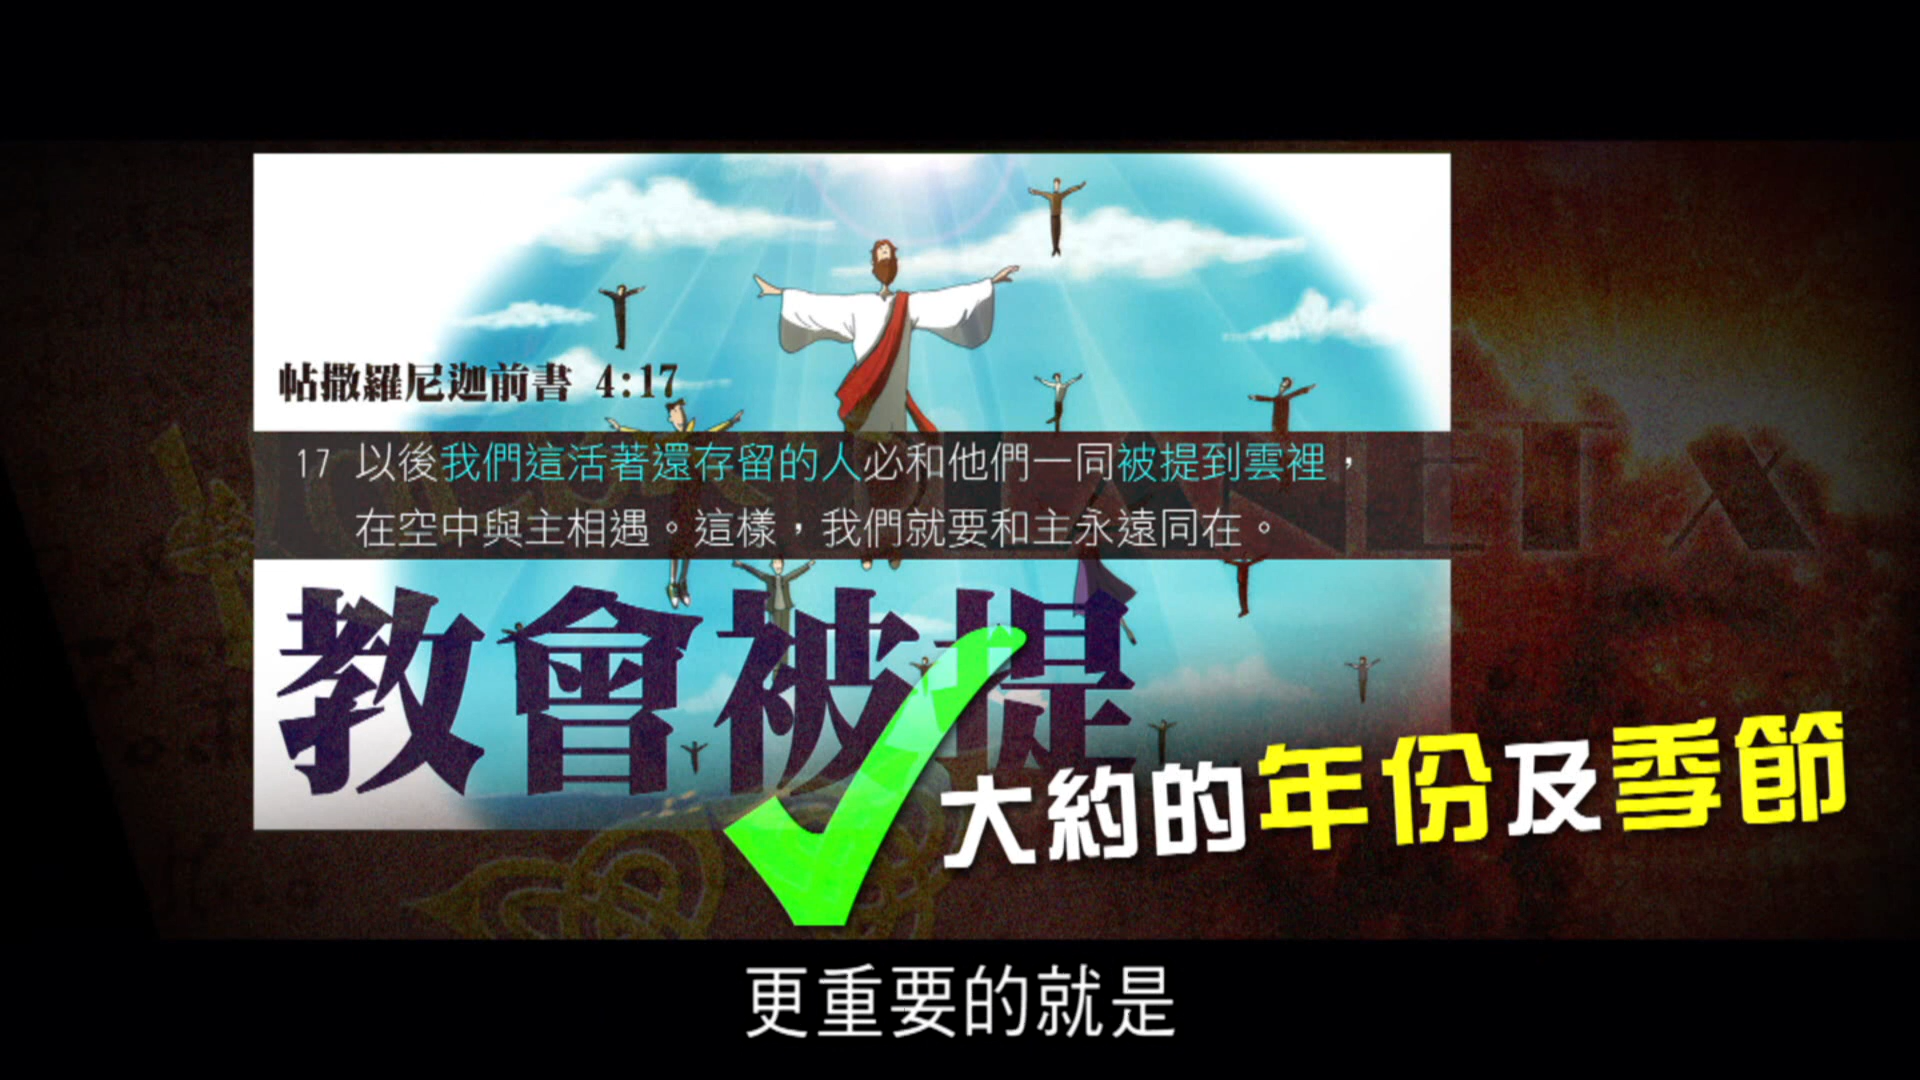 帖撒羅尼迦前書 4:17
17 以後我們這活著還存留的人必和他們一同被提到雲裡，
在空中與主相遇。這樣，我們就要和主永遠同在。
教會被提
大約的年份及季節
更重要的就是